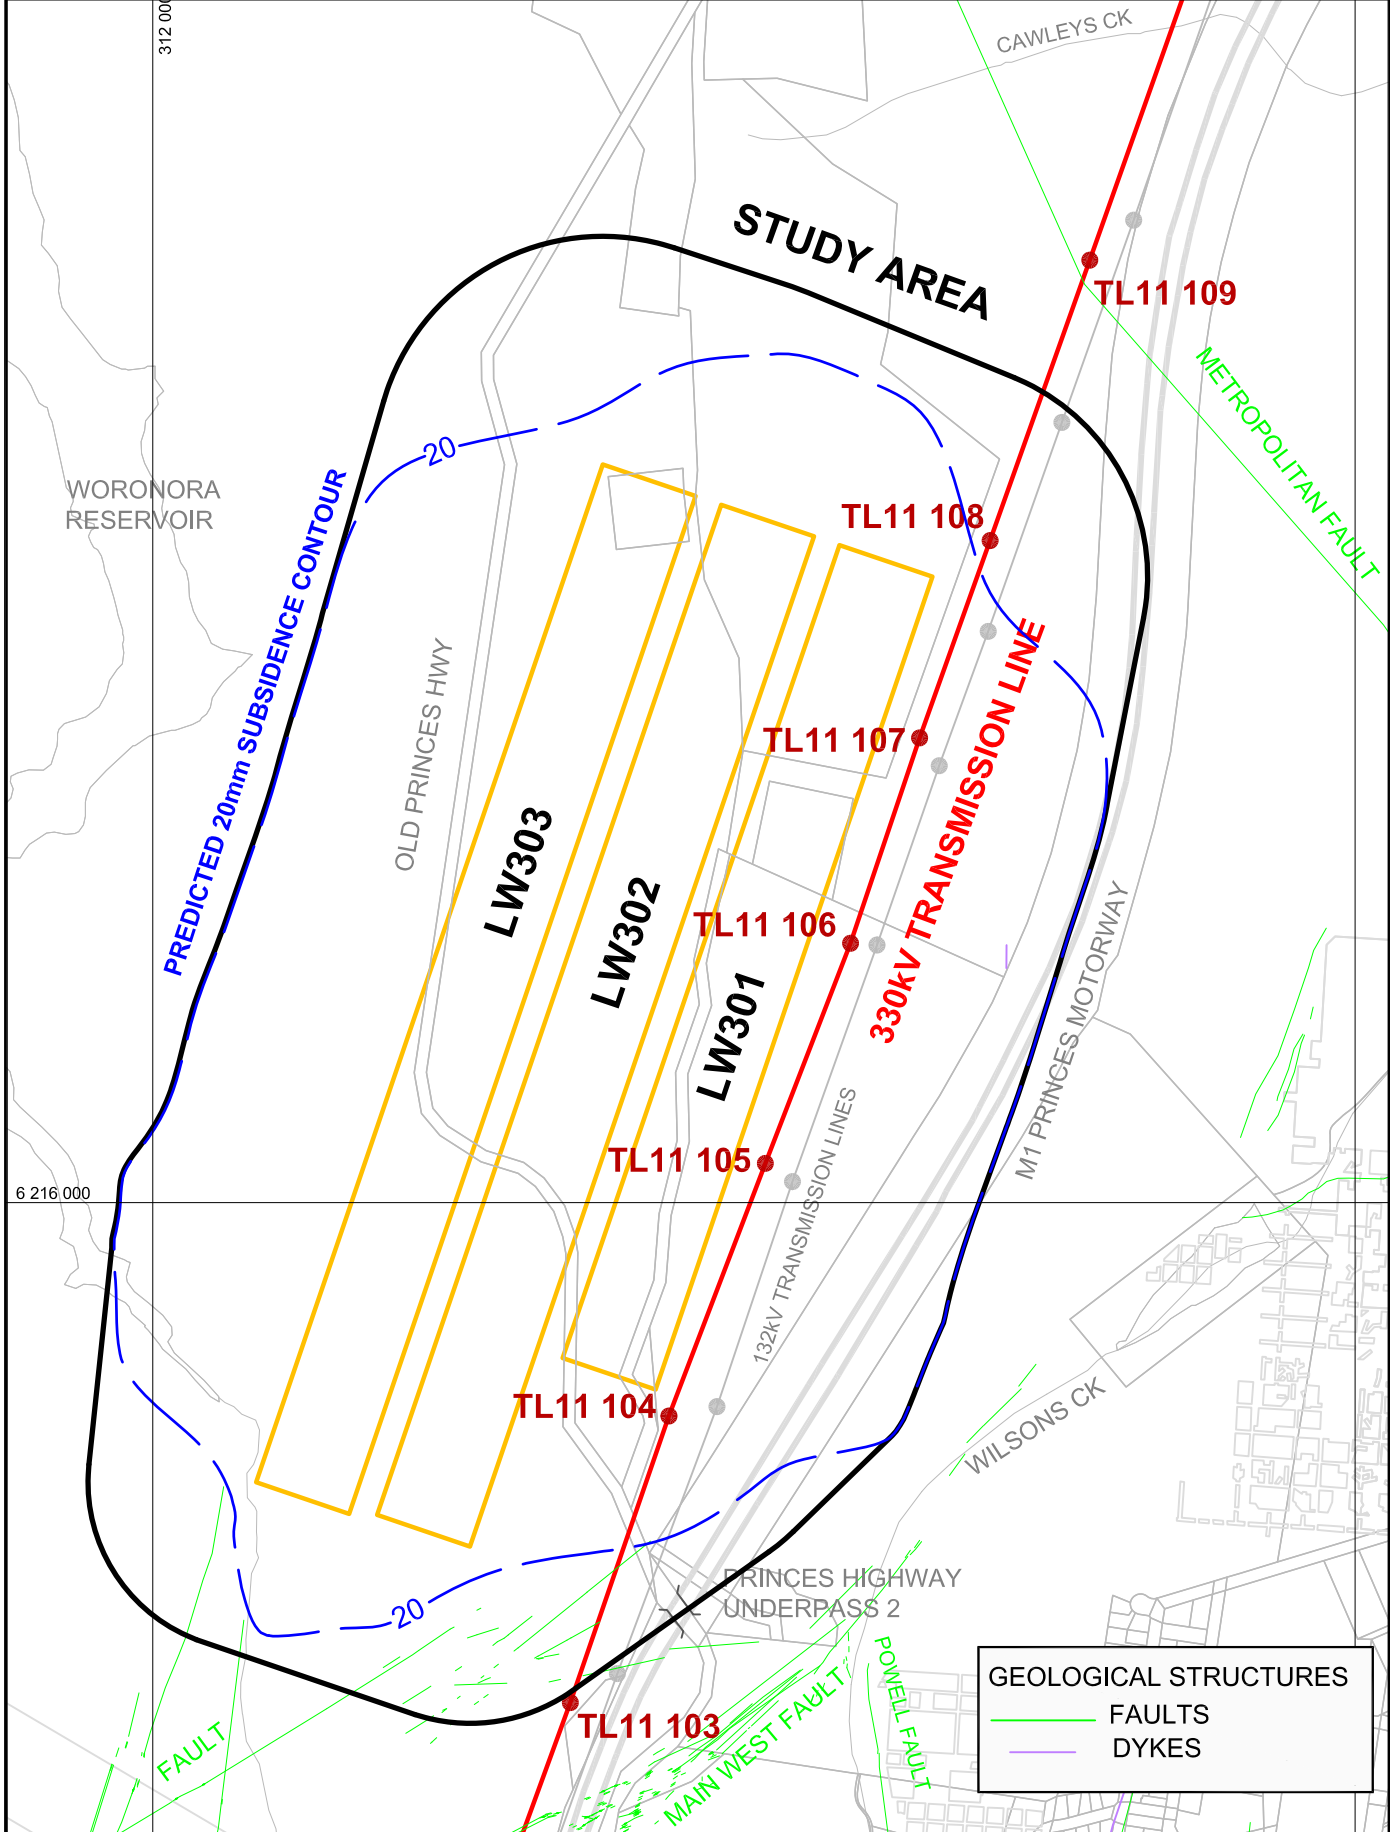 312 000
CAWLEYS CK
STUDY AREA
TL11 109
METROPOLITAN FAULT
20
WORONORA
RESERVOIR
PREDICTED 20mm SUBSIDENCE CONTOUR
TL11 108
OLD PRINCES HWY
330kV TRANSMISSION LINE
TL11 107
LW303
LW302
LW301
TL11 106
M1 PRINCES MOTORWAY
TL11 105
132kV TRANSMISSION LINES
6 216 000
TL11 104
WILSONS CK
PRINCES HIGHWAY
UNDERPASS 2
20
TL11 103
FAULT
MAIN WEST FAULT
POWELL FAULT
GEOLOGICAL STRUCTURES
FAULTS
DYKES